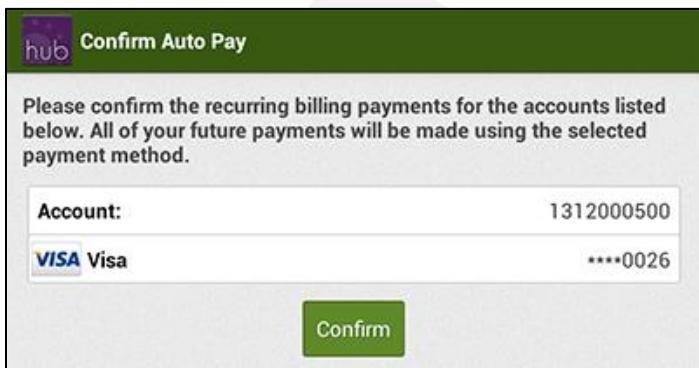 hub Confirm Auto Pay
Please confirm the recurring billing payments for the accounts listed
below. All of your future payments will be made using the selected
payment method.
Account: 1312000500
VISA Visa ****0026
Confirm